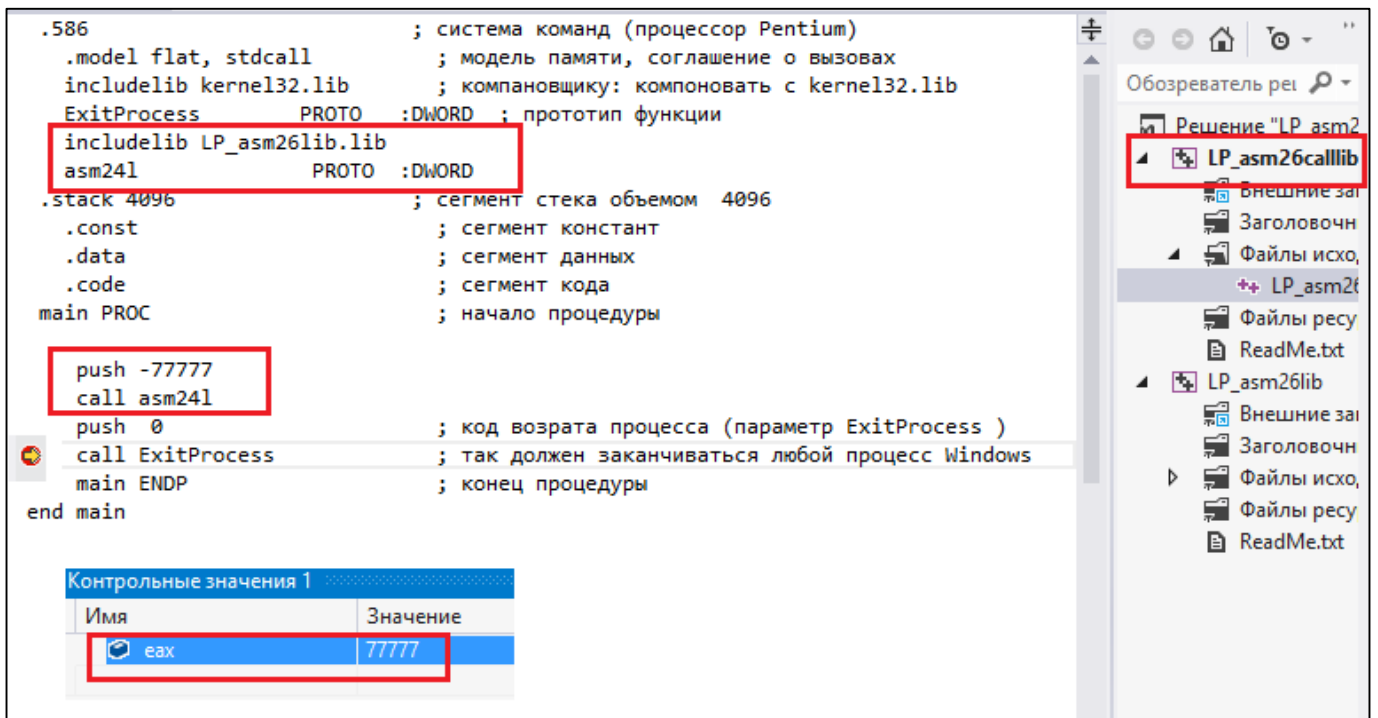 .586 ; система команд (процессор Pentium)
.model flat, stdcall ; модель памяти, соглашение о вызовах
includelib kernel32.lib ; компановщику: компоновать с kernel32.lib
ExitProcess PROTO :DWORD ; прототип функции
includelib LP_asm26lib.lib
asm24l PROTO :DWORD
.stack 4096 ; сегмент стека объемом 4096
.const ; сегмент констант
.data ; сегмент данных
.code ; сегмент кода
main PROC ; начало процедуры
push -77777
call asm24l
push 0 ; код возрата процесса (параметр ExitProcess )
call ExitProcess ; так должен заканчиваться любой процесс Windows
main ENDP ; конец процедуры
end main
Контрольные значения 1
Имя Значение
eax 77777
Обозреватель реш
Решение "LP_asm2
LP_asm26calllib
Внешние зав
Заголовочн
Файлы исхо
LP_asm26
Файлы ресу
ReadMe.txt
LP_asm26lib
Внешние зав
Заголовочн
Файлы исхо
Файлы ресу
ReadMe.txt